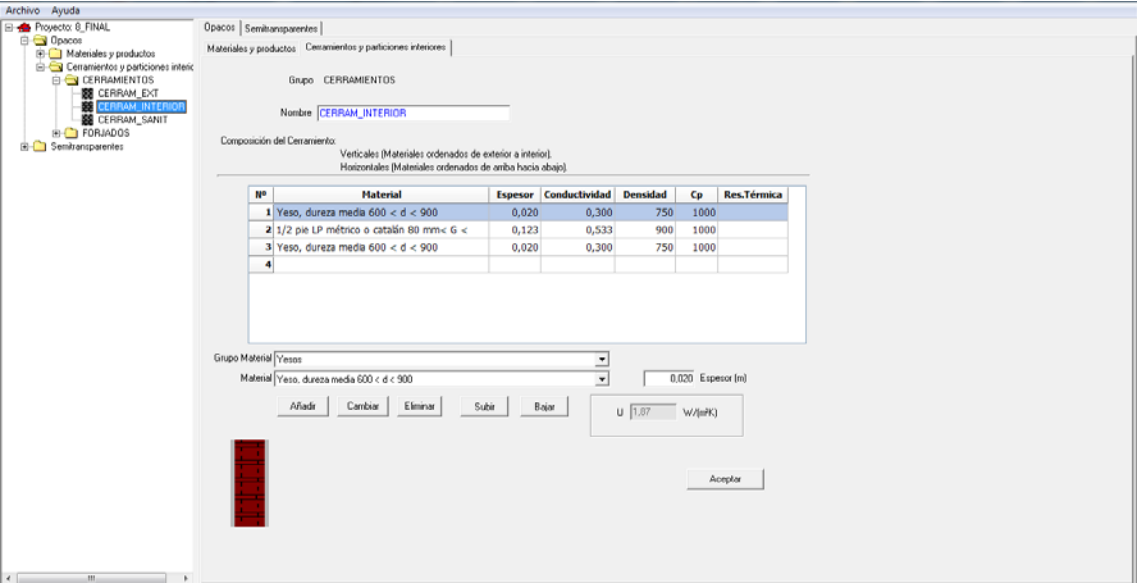 Archivo Ayuda
Proyecto: 8_FINAL
Opacos
Materiales y productos
Cerramientos y particiones interic
CERRAMIENTOS
CERRAM_EXT
CERRAM_INTERIOR
CERRAM_SANIT
FORJADOS
Semitransparentes
Opacos Semitransparentes
Materiales y productos Cerramientos y particiones interiores
Grupo CERRAMIENTOS
Nombre CERRAM_INTERIOR
Composición del Cerramiento:
Verticales (Materiales ordenados de exterior a interior).
Horizontales (Materiales ordenados de arriba hacia abajo).
Nº Material Espesor Conductividad Densidad Cp Res.Térmica
1 Yeso, dureza media 600 < d < 900 0,020 0,300 750 1000
2 1/2 pie LP métrico o catalán 80 mm< G < 0,123 0,533 900 1000
3 Yeso, dureza media 600 < d < 900 0,020 0,300 750 1000
4
Grupo Material Yesos
Material Yeso, dureza media 600 < d < 900 0,020 Espesor (m)
Añadir Cambiar Eliminar Subir Bajar U 1,87 W/(m²K)
Aceptar